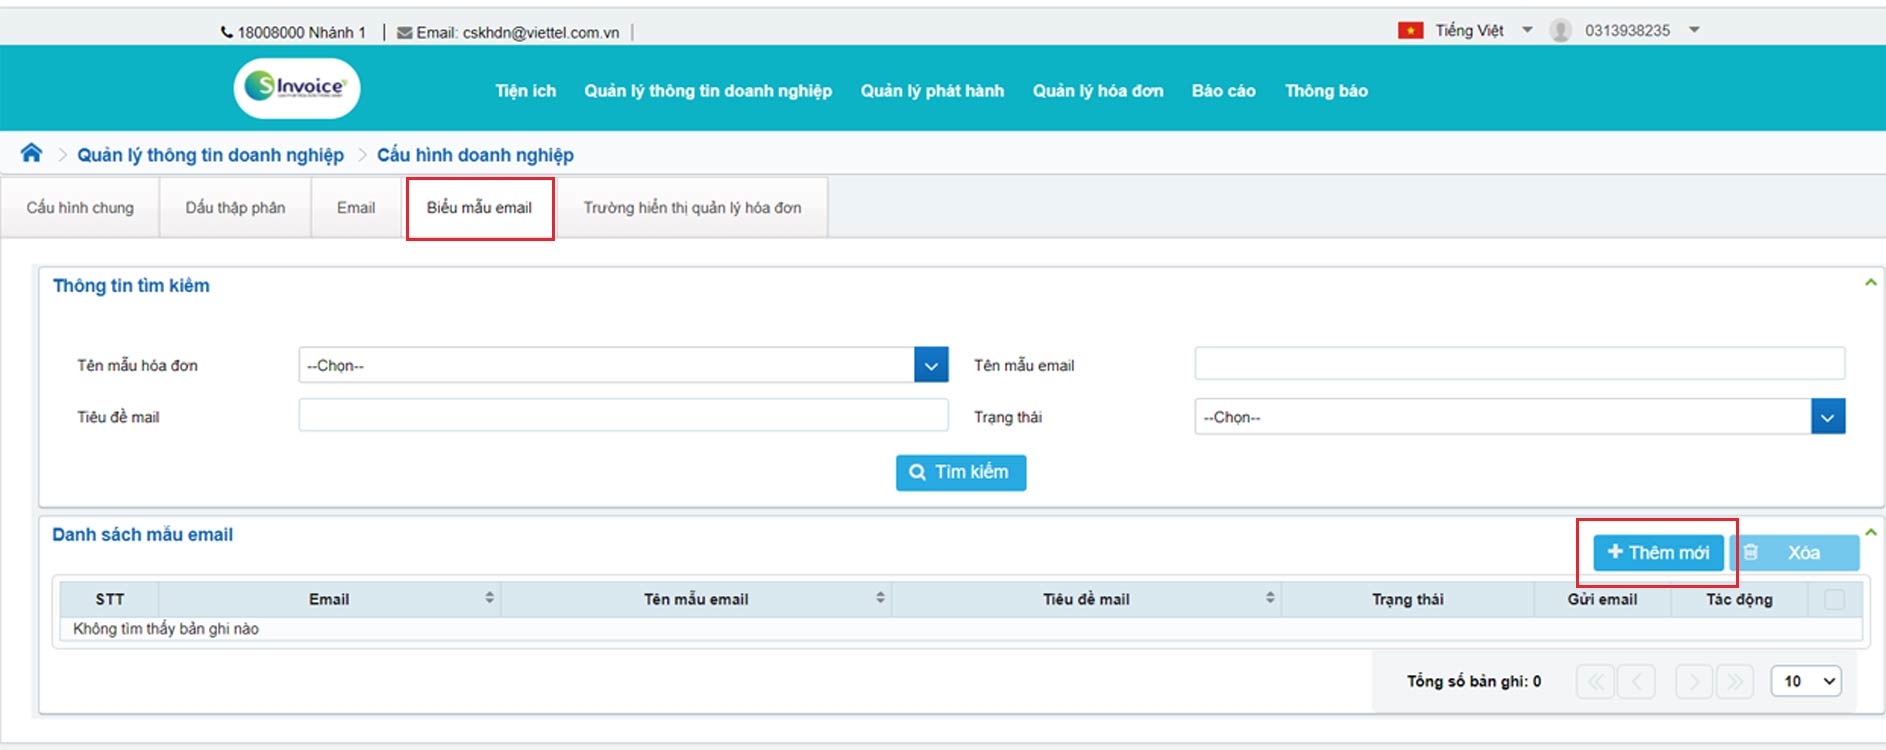 18008000 Nhánh 1 | Email: cskhdn@viettel.com.vn |
Tiếng Việt 0313938235
S Invoice
Tiện ích Quản lý thông tin doanh nghiệp Quản lý phát hành Quản lý hóa đơn Báo cáo Thông báo
Quản lý thông tin doanh nghiệp > Cấu hình doanh nghiệp
Cấu hình chung Dấu thập phân Email Biểu mẫu email Trường hiển thị quản lý hóa đơn
Thông tin tìm kiếm
Tên mẫu hóa đơn --Chọn-- Tên mẫu email
Tiêu đề mail Trạng thái --Chọn--
Tìm kiếm
Danh sách mẫu email
+ Thêm mới Xóa
STT Email Tên mẫu email Tiêu đề mail Trạng thái Gửi email Tác động
Không tìm thấy bản ghi nào
Tổng số bản ghi: 0 10